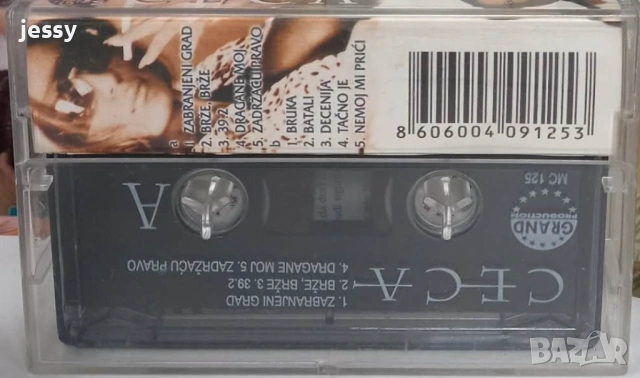 jessy
a
1. ZABRANJENI GRAD
2. BRŽE, BRŽE
3. 39,2
4. DRAGANE MOJ
5. ZADRŽAĆU PRAVO
b
1. BRUKA
2. BATALI
3. DECENIJA
4. TAČNO JE
5. NEMOJ MI PRIĆI
8 606004 091253
MC 125
GRAND
PRODUCTION
A
CECA
1. ZABRANJENI GRAD
2. BRŽE, BRŽE 3. 39.2
4. DRAGANE MOJ 5. ZADRŽAĆU PRAVO
BAZAR